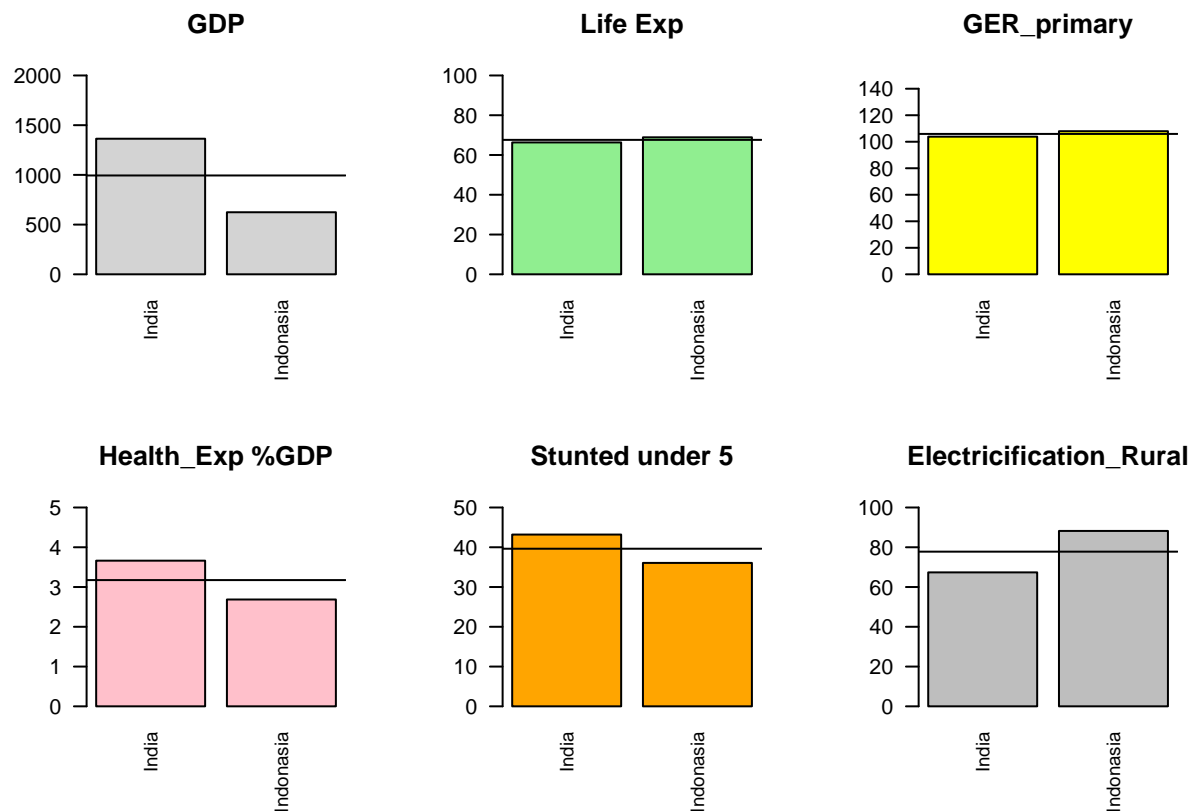 GDP
2000
1500
1000
500
0
India
Indonasia
Life Exp
100
80
60
40
20
0
India
Indonasia
GER_primary
140
120
100
80
60
40
20
0
India
Indonasia
Health_Exp %GDP
5
4
3
2
1
0
India
Indonasia
Stunted under 5
50
40
30
20
10
0
India
Indonasia
Electricification_Rural
100
80
60
40
20
0
India
Indonasia